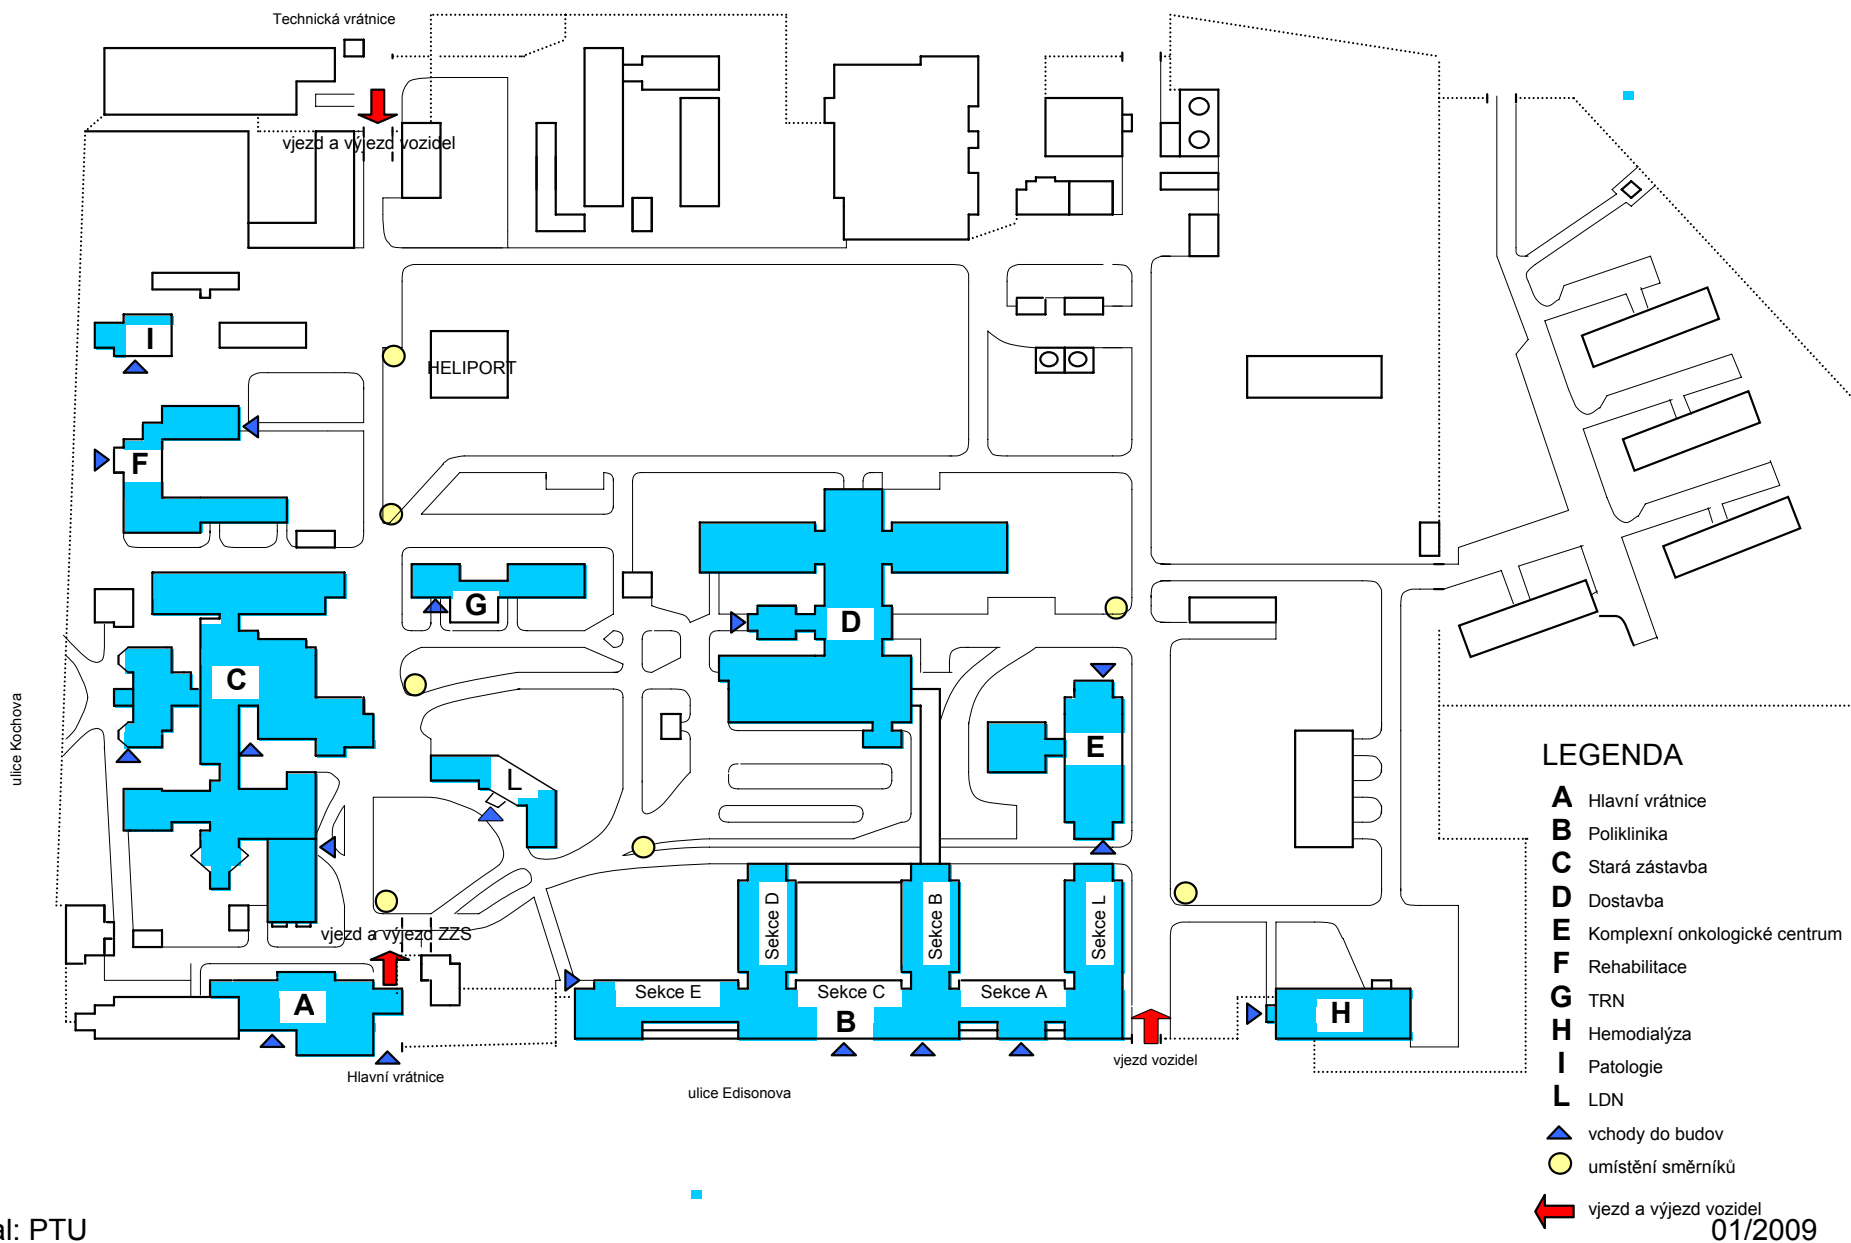 Technická vrátnice
vjezd a výjezd vozidel
I
HELIPORT
F
G
D
C
ulice Kochova
E
L
Sekce D
Sekce B
Sekce L
vjezd a výjezd ZZS
A
Sekce E
Sekce C
Sekce A
B
H
vjezd vozidel
Hlavní vrátnice
ulice Edisonova
LEGENDA
A Hlavní vrátnice
B Poliklinika
C Stará zástavba
D Dostavba
E Komplexní onkologické centrum
F Rehabilitace
G TRN
H Hemodialýza
I Patologie
L LDN
vchody do budov
umístění směrníků
vjezd a výjezd vozidel
al: PTU
01/2009